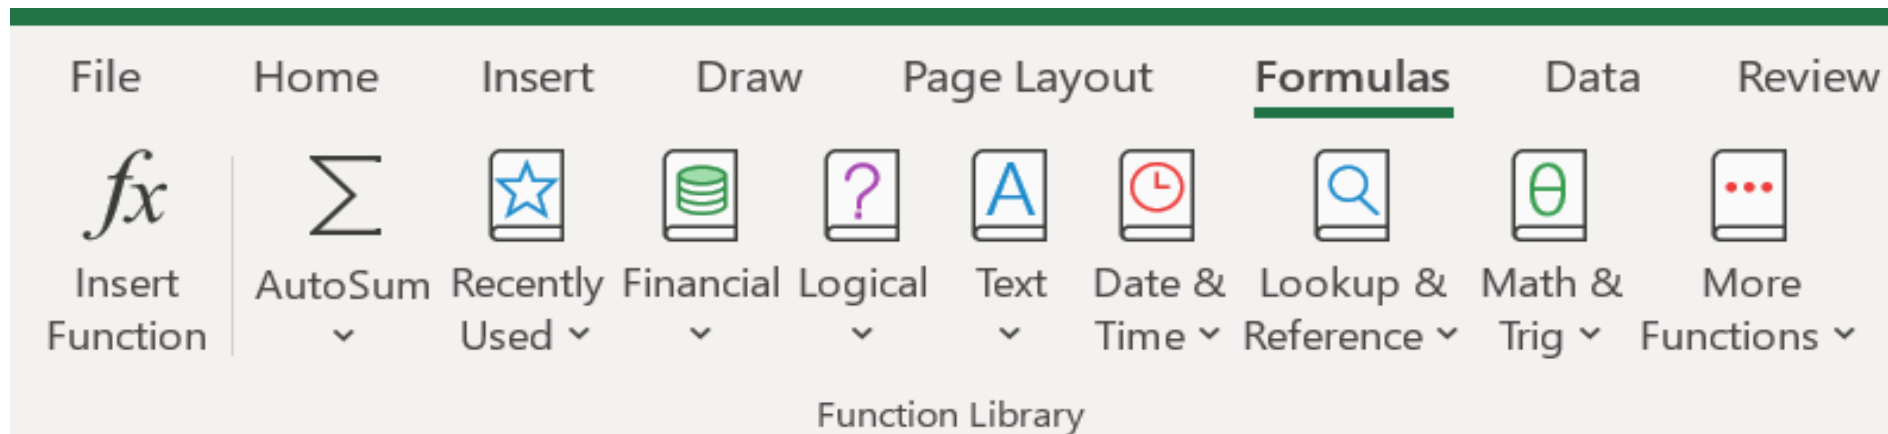 File Home Insert Draw Page Layout Formulas Data Review
fx Σ A θ
Insert AutoSum Recently Financial Logical Text Date & Lookup & Math & More
Function Used Time Reference Trig Functions
Function Library